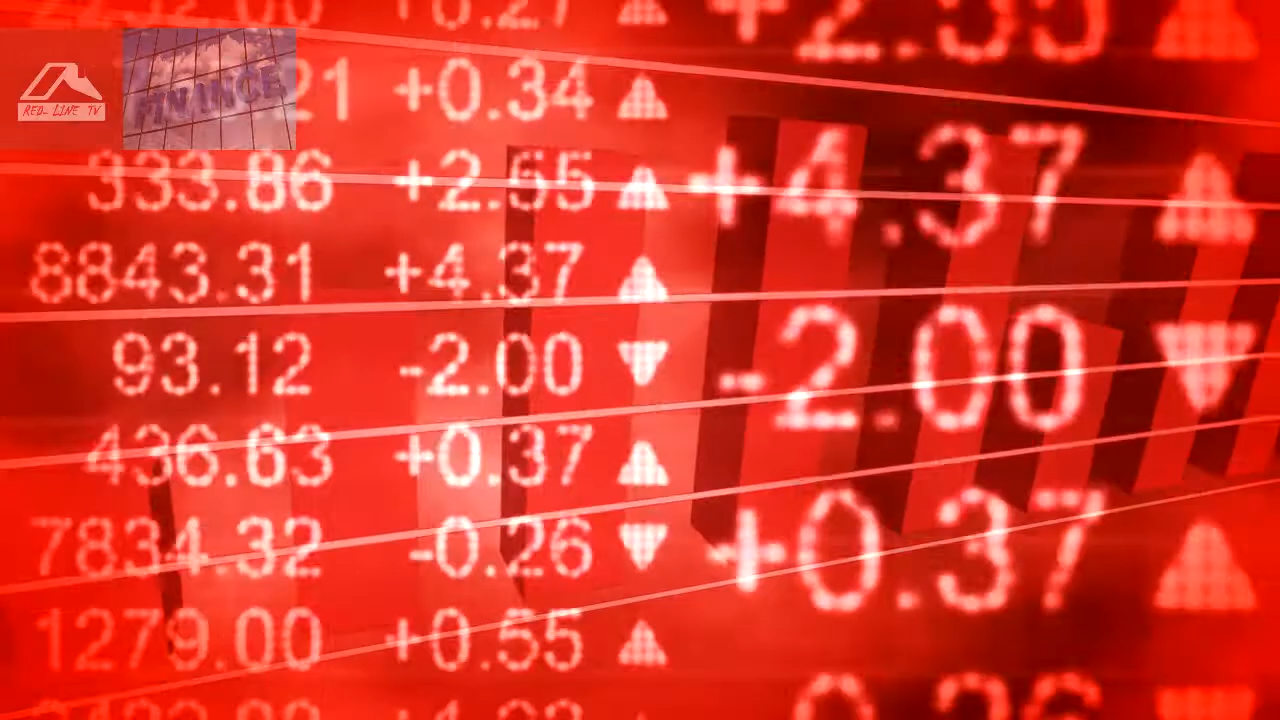 +0.27
+2.55
RED-LINE TV
FINANCE
21 +0.34
333.86 +2.55 +4.37
8843.31 +4.37
93.12 -2.00 -2.00
436.63 +0.37
7834.32 -0.26 +0.37
1279.00 +0.55